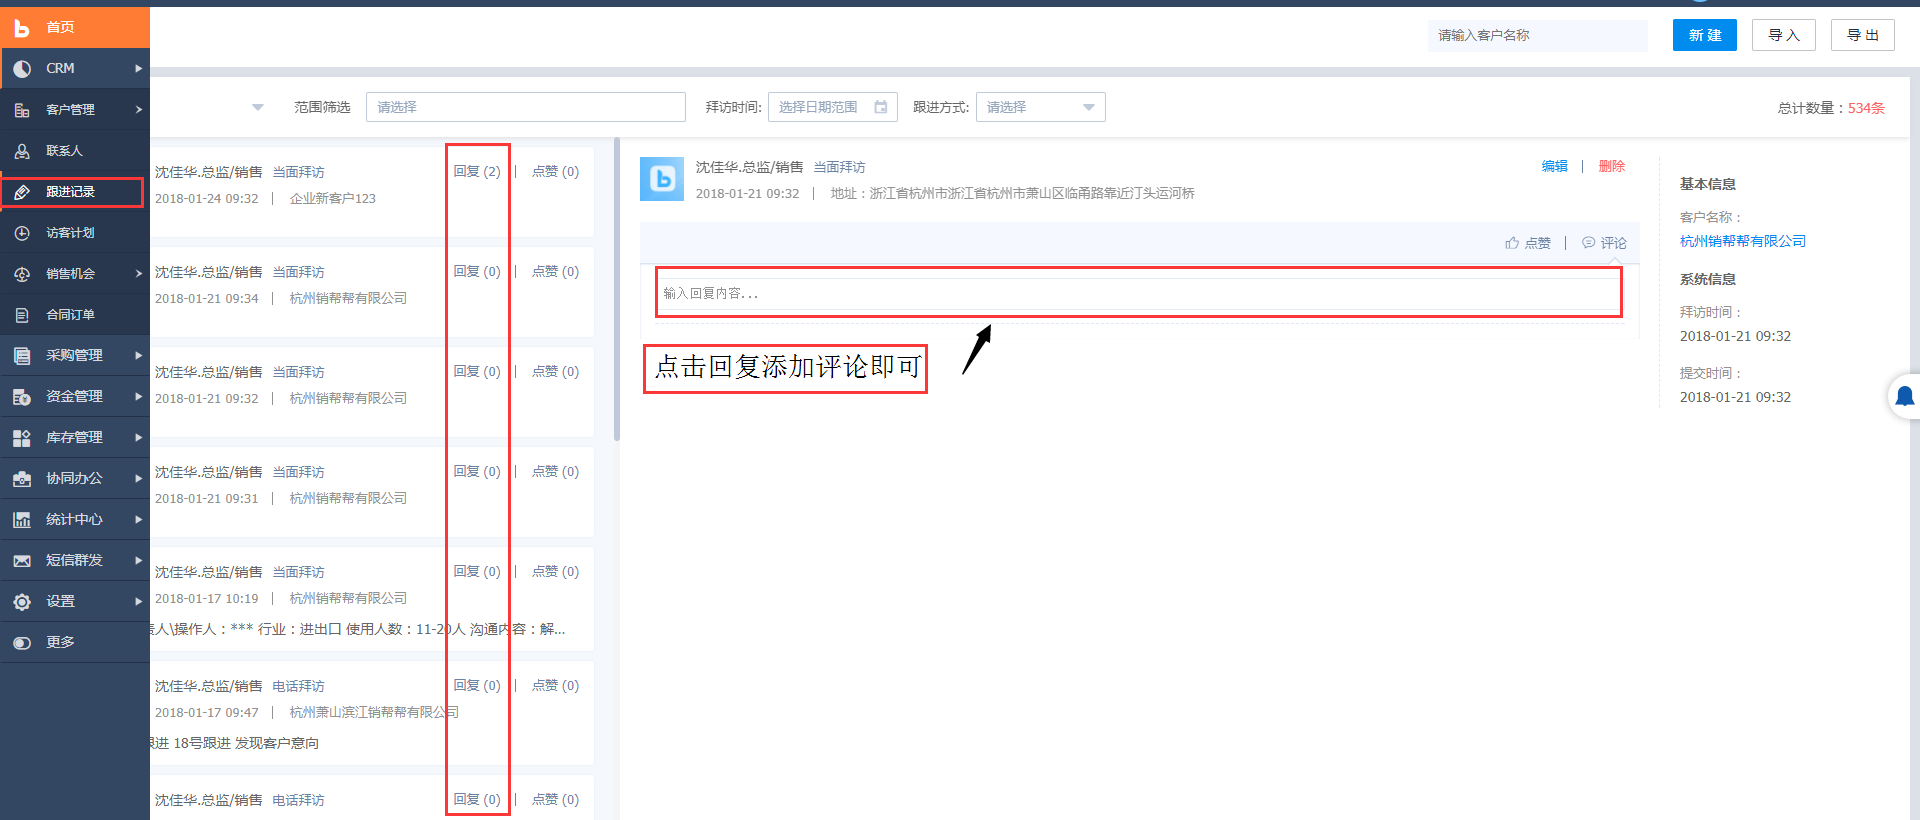 首页
CRM
客户管理
联系人
跟进记录
访客计划
销售机会
合同订单
采购管理
资金管理
库存管理
协同办公
统计中心
短信群发
设置
更多
请输入客户名称
新建
导入
导出
范围筛选 请选择 拜访时间: 选择日期范围 跟进方式: 请选择
总计数量：534条
沈佳华.总监/销售 当面拜访 回复 (2) | 点赞 (0)
2018-01-24 09:32 | 企业新客户123
沈佳华.总监/销售 当面拜访 回复 (0) | 点赞 (0)
2018-01-21 09:34 | 杭州销帮帮有限公司
沈佳华.总监/销售 当面拜访 回复 (0) | 点赞 (0)
2018-01-21 09:32 | 杭州销帮帮有限公司
沈佳华.总监/销售 当面拜访 回复 (0) | 点赞 (0)
2018-01-21 09:31 | 杭州销帮帮有限公司
沈佳华.总监/销售 当面拜访 回复 (0) | 点赞 (0)
2018-01-17 10:19 | 杭州销帮帮有限公司
责人\操作人：*** 行业：进出口 使用人数：11-20人 沟通内容：解...
沈佳华.总监/销售 电话拜访 回复 (0) | 点赞 (0)
2018-01-17 09:47 | 杭州萧山滨江销帮帮有限公司
跟进 18号跟进 发现客户意向
沈佳华.总监/销售 电话拜访 回复 (0) | 点赞 (0)
沈佳华.总监/销售 当面拜访
编辑 | 删除
2018-01-21 09:32 | 地址：浙江省杭州市浙江省杭州市萧山区临甬路靠近汀头运河桥
点赞 | 评论
输入回复内容...
点击回复添加评论即可
基本信息
客户名称：
杭州销帮帮有限公司
系统信息
拜访时间：
2018-01-21 09:32
提交时间：
2018-01-21 09:32